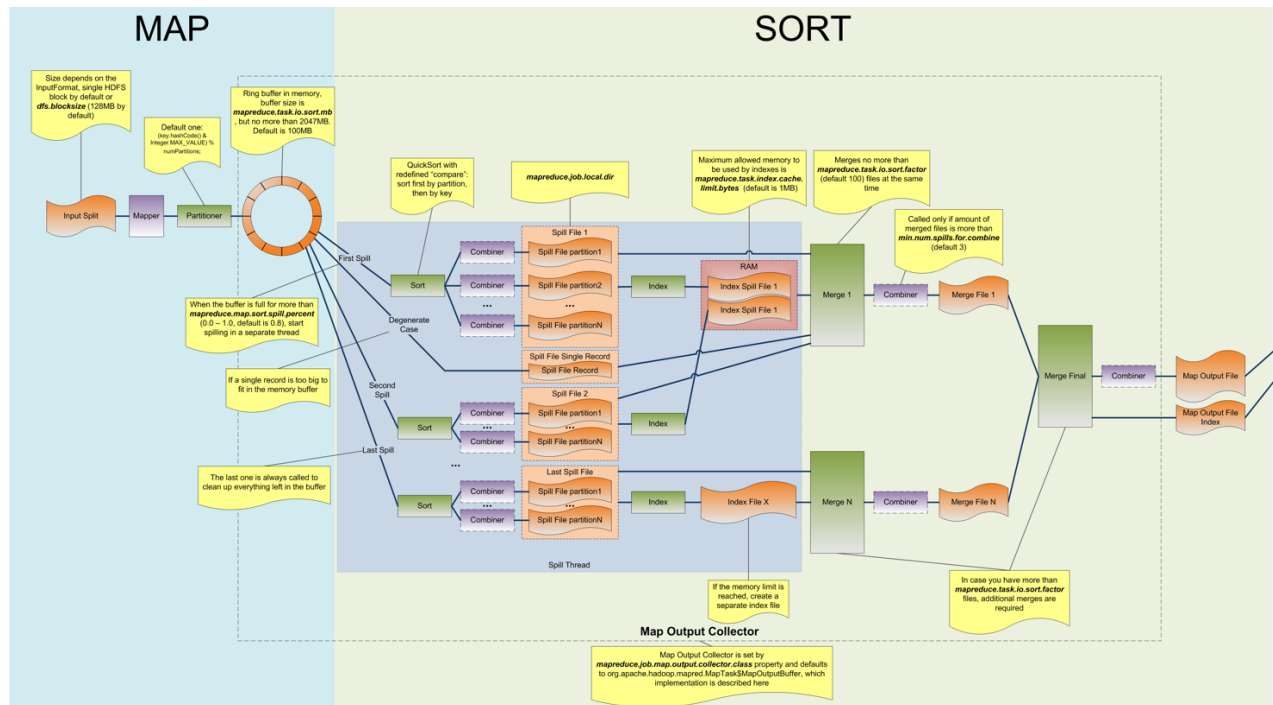 MAP
SORT
Size depends on the
InputFormat, single HDFS
block by default or
dfs.blocksize (128MB by
default)
Default one:
(key.hashCode() &
Integer.MAX_VALUE) %
numPartitions;
Ring buffer in memory,
buffer size is
mapreduce.task.io.sort.mb
, but no more than 2047MB.
Default is 100MB
QuickSort with
redefined “compare”:
sort first by partition,
then by key
mapreduce.job.local.dir
Maximum allowed memory to
be used by indexes is
mapreduce.task.index.cache.
limit.bytes (default is 1MB)
Merges no more than
mapreduce.task.io.sort.factor
(default 100) files at the same
time
Called only if amount of
merged files is more than
min.num.spills.for.combine
(default 3)
Input Split
Mapper
Partitioner
First Spill
Degenerate
Case
Second
Spill
Last Spill
When the buffer is full for more than
mapreduce.map.sort.spill.percent
(0.0 – 1.0, default is 0.8), start
spilling in a separate thread
If a single record is too big to
fit in the memory buffer
The last one is always called to
clean up everything left in the buffer
Sort
Combiner
Combiner
...
Combiner
Spill File 1
Spill File partition1
Spill File partition2
...
Spill File partitionN
Index
RAM
Index Spill File 1
Index Spill File 1
Spill File Single Record
Spill File Record
Sort
Combiner
...
Combiner
Spill File 2
Spill File partition1
...
Spill File partitionN
Index
...
Sort
Combiner
...
Combiner
Last Spill File
Spill File partition1
...
Spill File partitionN
Index
Index File X
Spill Thread
Merge 1
Combiner
Merge File 1
Merge N
Combiner
Merge File N
Merge Final
Combiner
Map Output File
Map Output File
Index
If the memory limit is
reached, create a
separate index file
In case you have more than
mapreduce.task.io.sort.factor
files, additional merges are
required
Map Output Collector
Map Output Collector is set by
mapreduce.job.map.output.collector.class property and defaults
to org.apache.hadoop.mapred.MapTask$MapOutputBuffer, which
implementation is described here